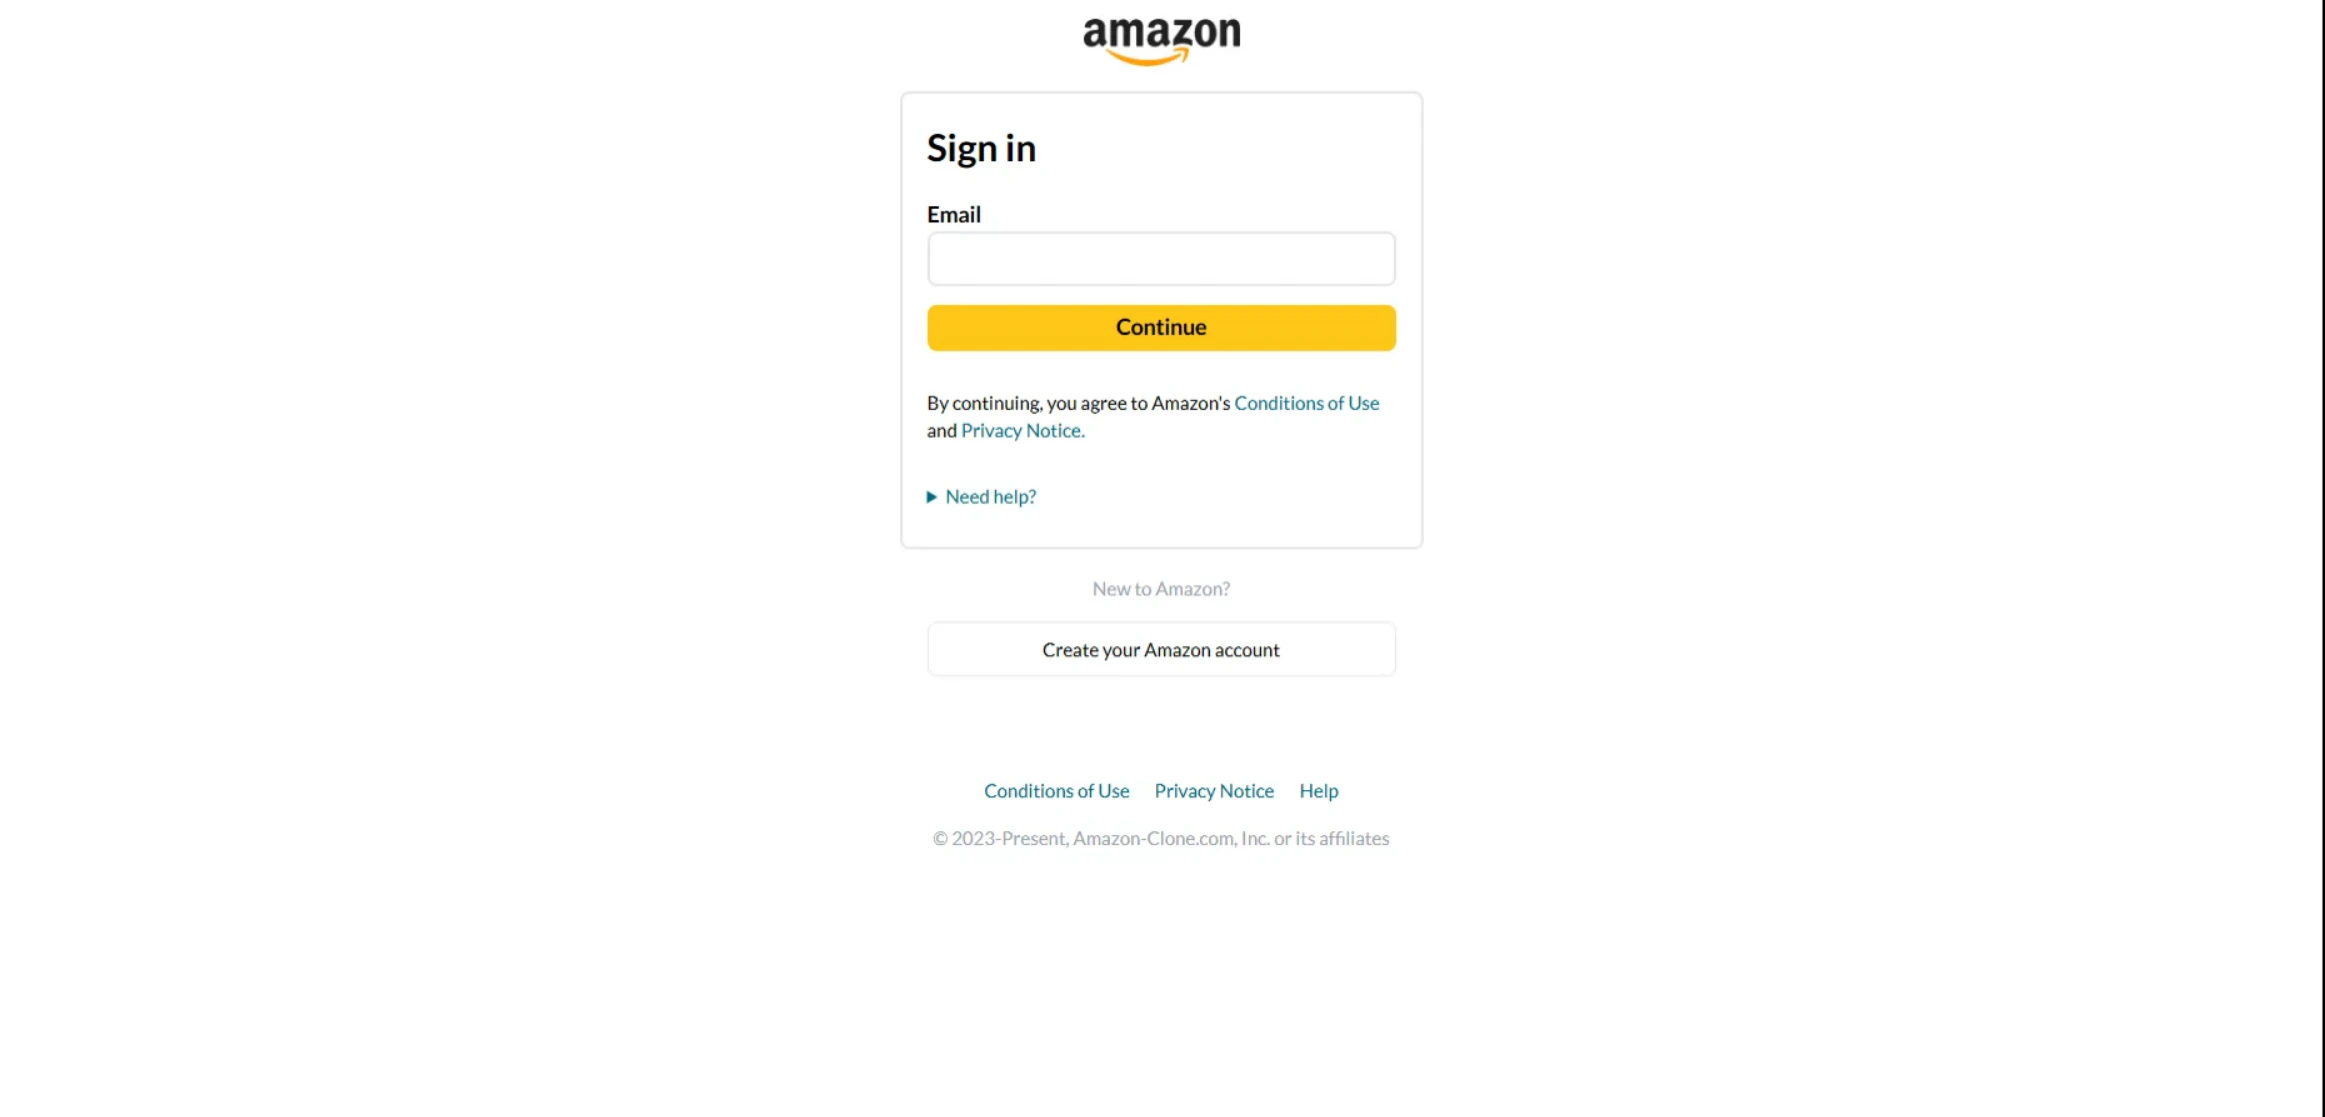 amazon
Sign in
Email
Continue
By continuing, you agree to Amazon's Conditions of Use
and Privacy Notice.
Need help?
New to Amazon?
Create your Amazon account
Conditions of Use Privacy Notice Help
© 2023-Present, Amazon-Clone.com, Inc. or its affiliates